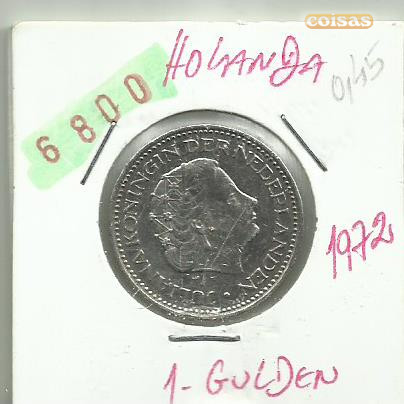 coisas
HOLANDA
6800
0,45
JULIANA KONINGIN DER NEDERLANDEN
1972
1-GULDEN